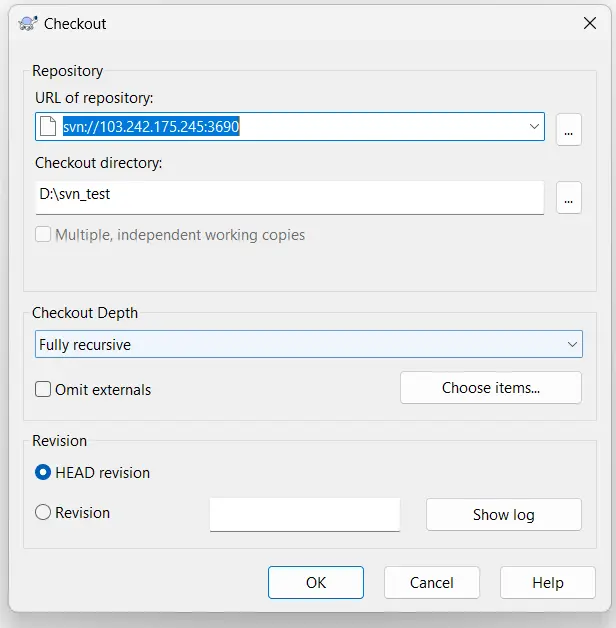 Checkout
Repository
URL of repository:
svn://103.242.175.245:3690
...
Checkout directory:
D:\svn_test
...
Multiple, independent working copies
Checkout Depth
Fully recursive
Omit externals
Choose items...
Revision
HEAD revision
Revision
Show log
OK
Cancel
Help